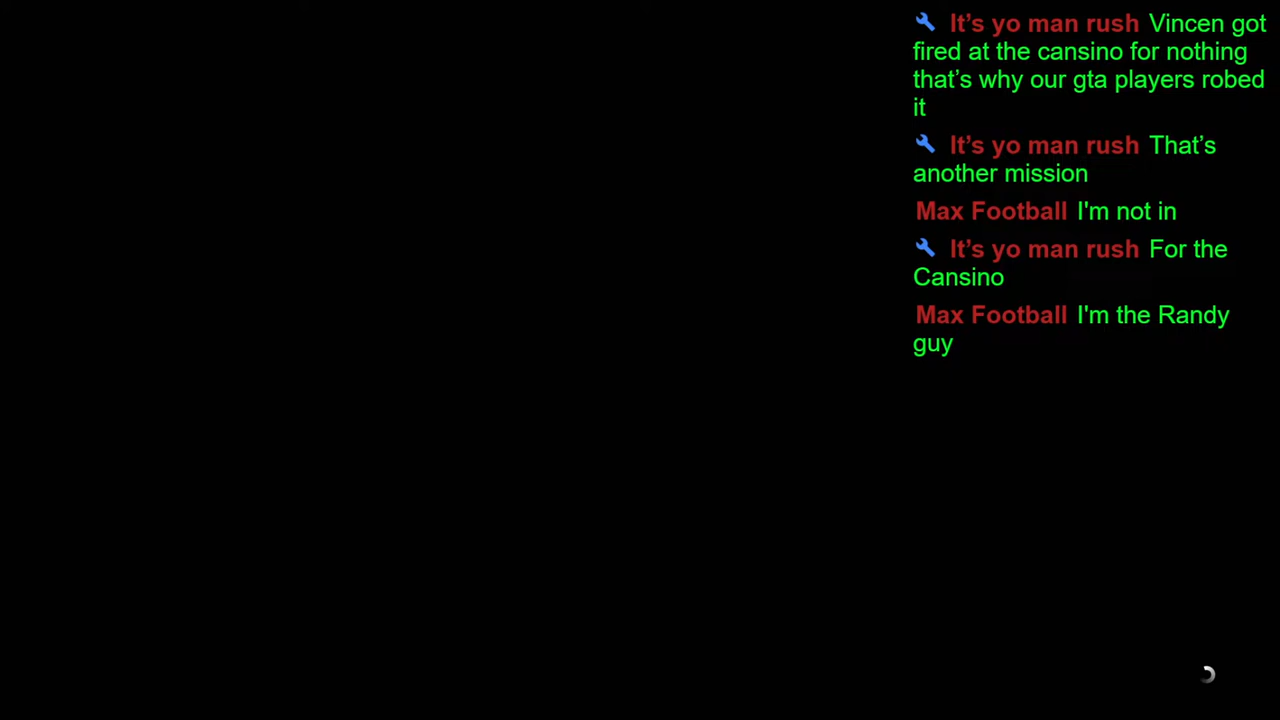 It’s yo man rush Vincen got
fired at the cansino for nothing
that’s why our gta players robed
it
It’s yo man rush That’s
another mission
Max Football I'm not in
It’s yo man rush For the
Cansino
Max Football I'm the Randy
guy